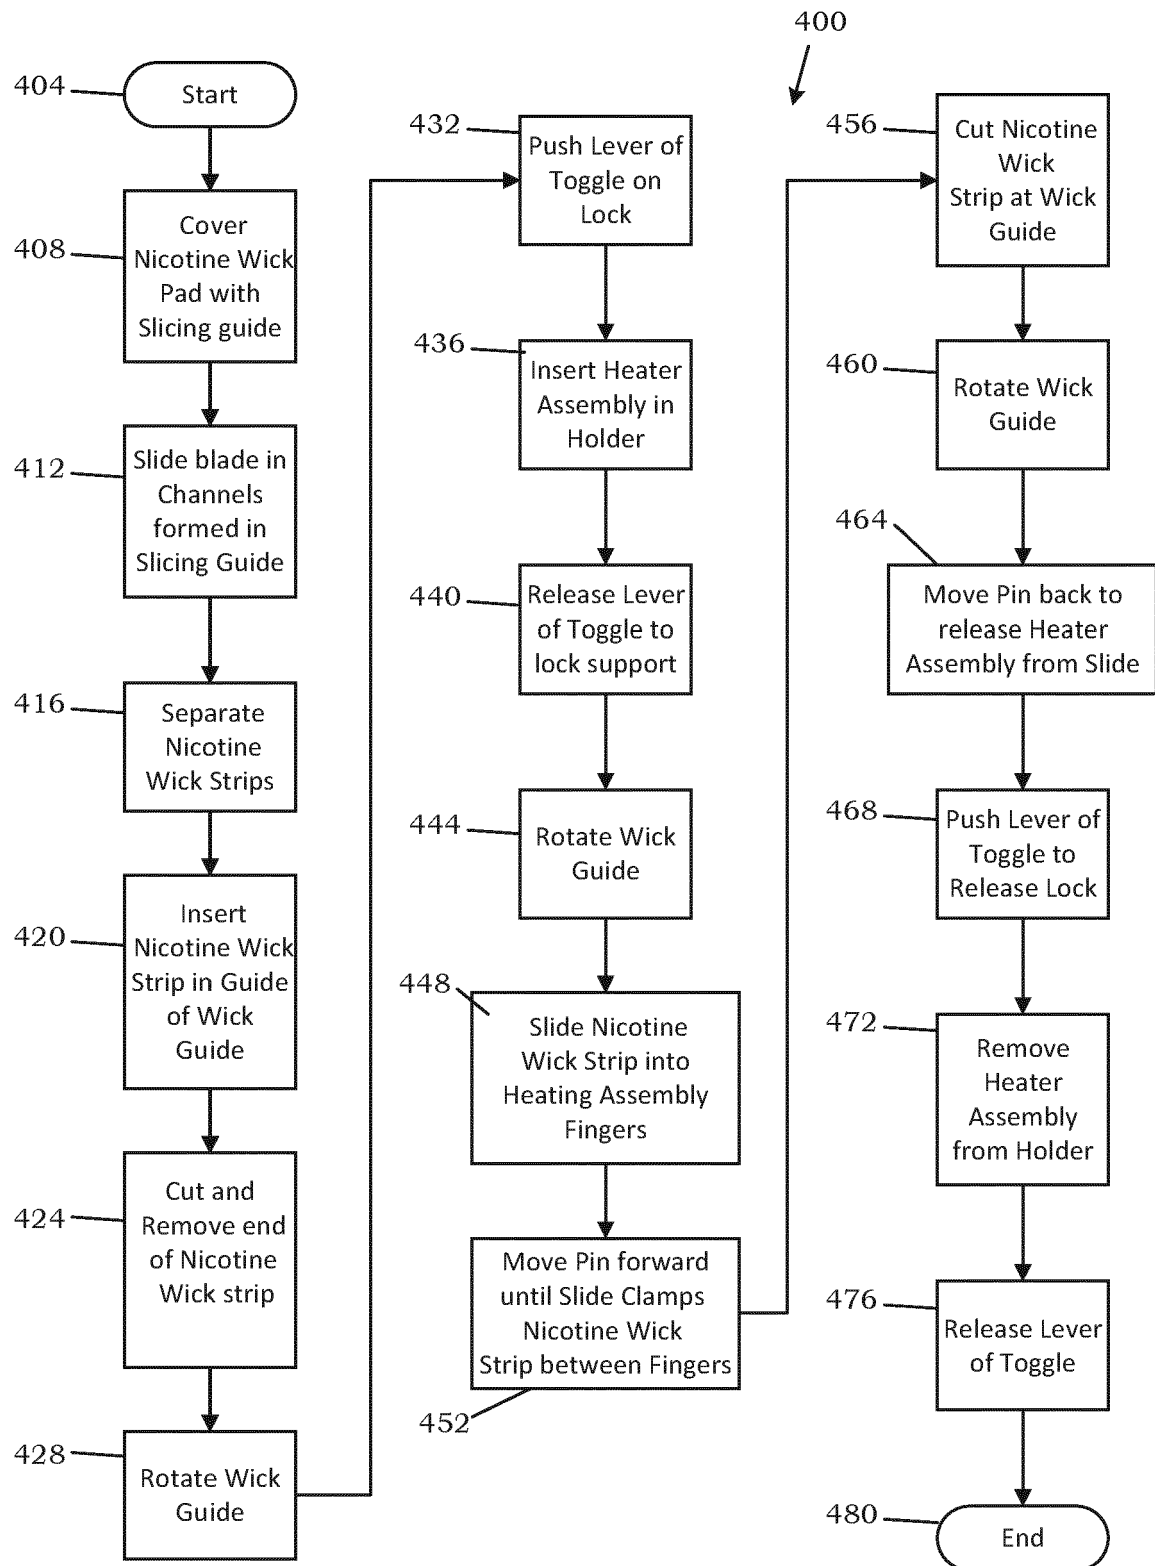 400
404
Start
408
Cover
Nicotine Wick
Pad with
Slicing guide
412
Slide blade in
Channels
formed in
Slicing Guide
416
Separate
Nicotine
Wick Strips
420
Insert
Nicotine Wick
Strip in Guide
of Wick
Guide
424
Cut and
Remove end
of Nicotine
Wick strip
428
Rotate Wick
Guide
432
Push Lever of
Toggle on
Lock
436
Insert Heater
Assembly in
Holder
440
Release Lever
of Toggle to
lock support
444
Rotate Wick
Guide
448
Slide Nicotine
Wick Strip into
Heating Assembly
Fingers
Move Pin forward
until Slide Clamps
Nicotine Wick
Strip between Fingers
452
456
Cut Nicotine
Wick
Strip at Wick
Guide
460
Rotate Wick
Guide
464
Move Pin back to
release Heater
Assembly from Slide
468
Push Lever of
Toggle to
Release Lock
472
Remove
Heater
Assembly
from Holder
476
Release Lever
of Toggle
480
End